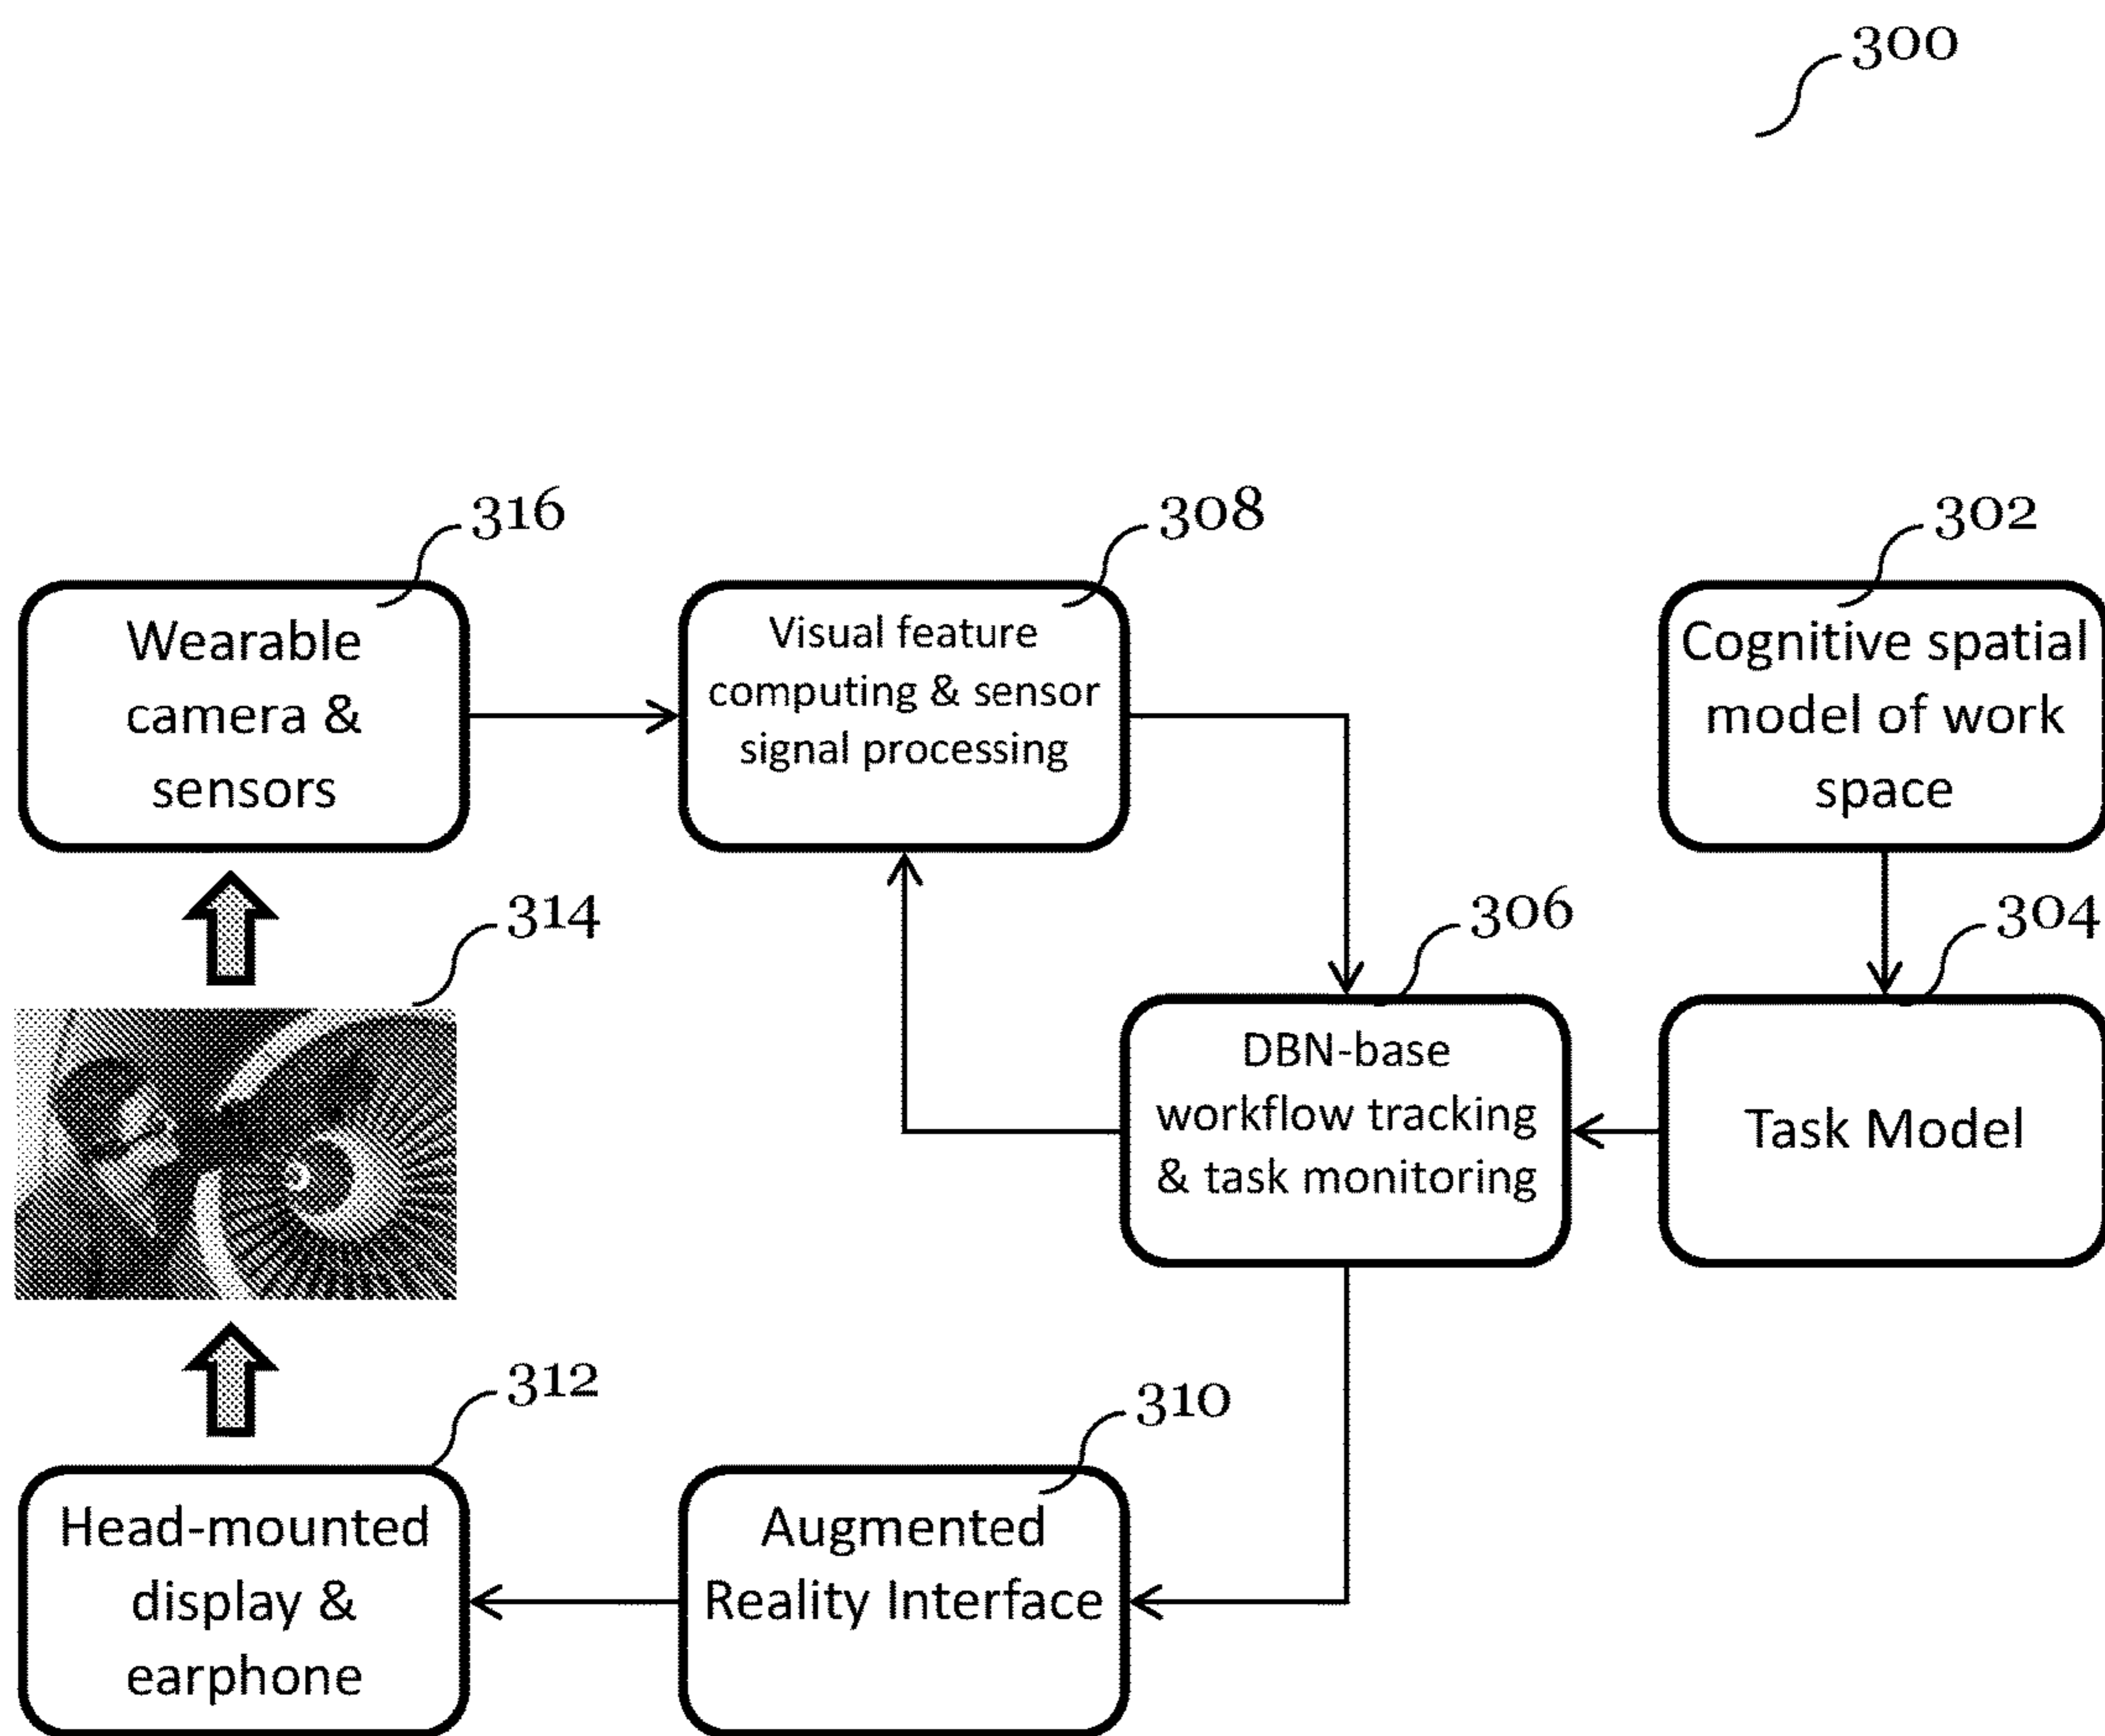 300
316
308
302
Wearable
camera &
sensors
Visual feature
computing & sensor
signal processing
Cognitive spatial
model of work
space
314
306
304
DBN-base
workflow tracking
& task monitoring
Task Model
312
310
Head-mounted
display &
earphone
Augmented
Reality Interface